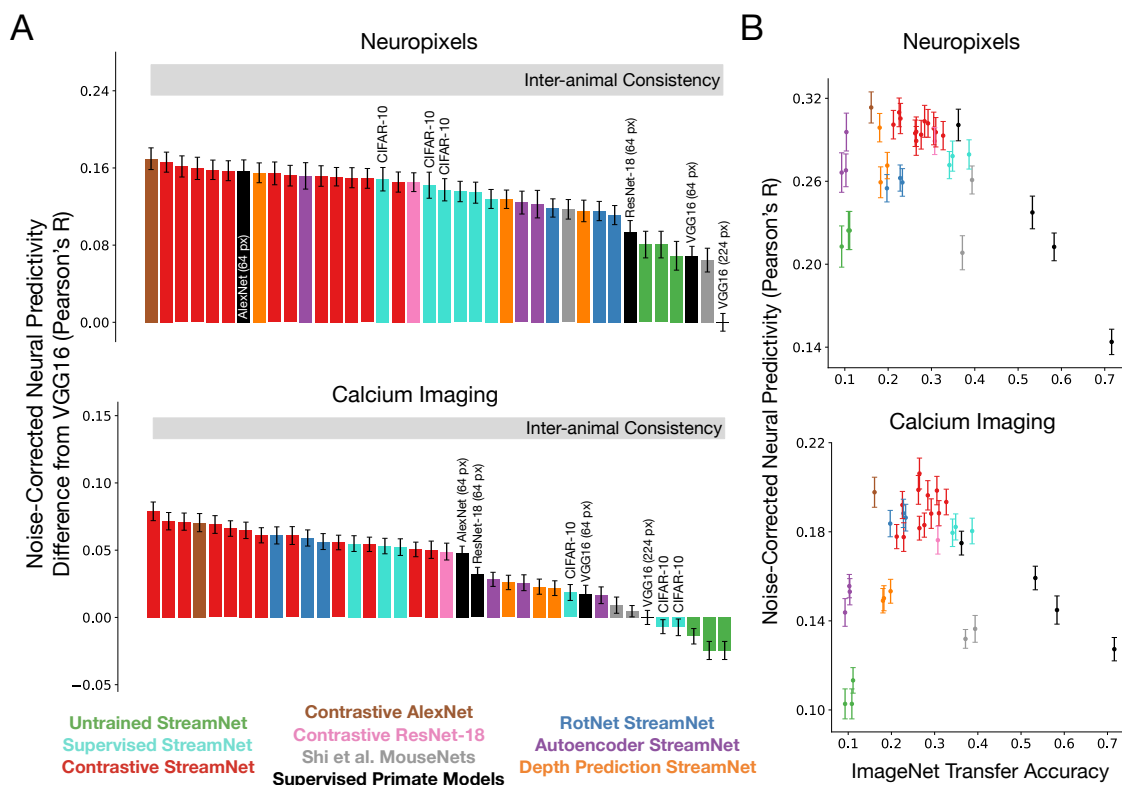 A
Neuropixels
Inter-animal Consistency
0.24
0.16
0.08
0.00
AlexNet (64 px)
CIFAR-10
CIFAR-10
CIFAR-10
ResNet-18 (64 px)
VGG16 (64 px)
VGG16 (224 px)
Noise-Corrected Neural Predictivity
Difference from VGG16 (Pearson's R)
Calcium Imaging
Inter-animal Consistency
0.15
0.10
0.05
0.00
−0.05
AlexNet (64 px)
ResNet-18 (64 px)
CIFAR-10
VGG16 (64 px)
VGG16 (224 px)
CIFAR-10
CIFAR-10
Untrained StreamNet
Supervised StreamNet
Contrastive StreamNet
Contrastive AlexNet
Contrastive ResNet-18
Shi et al. MouseNets
Supervised Primate Models
RotNet StreamNet
Autoencoder StreamNet
Depth Prediction StreamNet
B
Neuropixels
0.32
0.26
0.20
0.14
0.1 0.2 0.3 0.4 0.5 0.6 0.7
Noise-Corrected Neural Predictivity (Pearson's R)
Calcium Imaging
0.22
0.18
0.14
0.10
0.1 0.2 0.3 0.4 0.5 0.6 0.7
ImageNet Transfer Accuracy